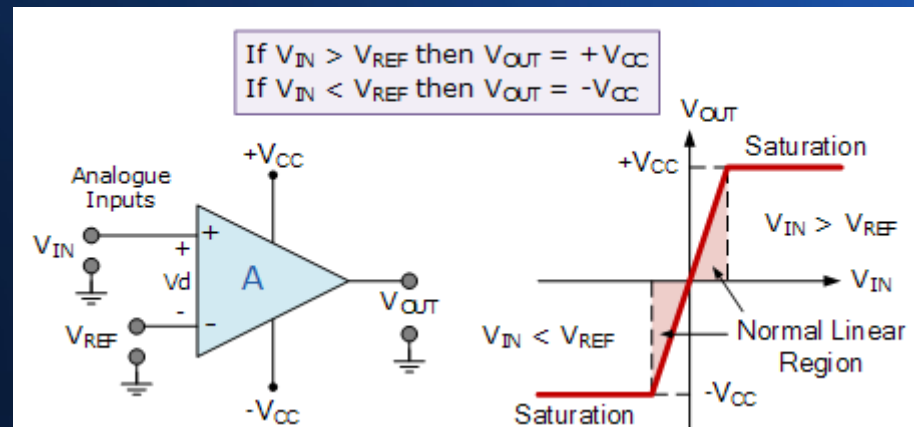 If VIN > VREF then VOUT = +VCC
If VIN < VREF then VOUT = -VCC
+VCC
Analogue
Inputs
VIN
+
+
Vd
A
-
-
VREF
VOUT
-VCC
VOUT
Saturation
+VCC
VIN > VREF
VIN
VIN < VREF
Normal Linear
Region
-VCC
Saturation